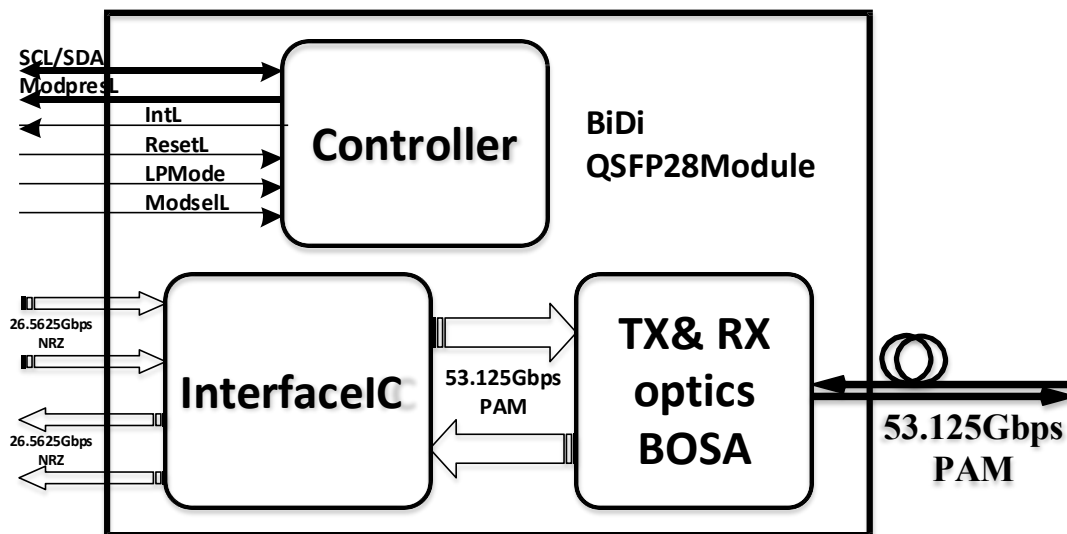 SCL/SDA
ModpresL
IntL
ResetL
LPMode
ModselL
Controller
BiDi
QSFP28Module
26.5625Gbps
NRZ
26.5625Gbps
NRZ
InterfaceIC
53.125Gbps
PAM
TX& RX
optics
BOSA
53.125Gbps
PAM